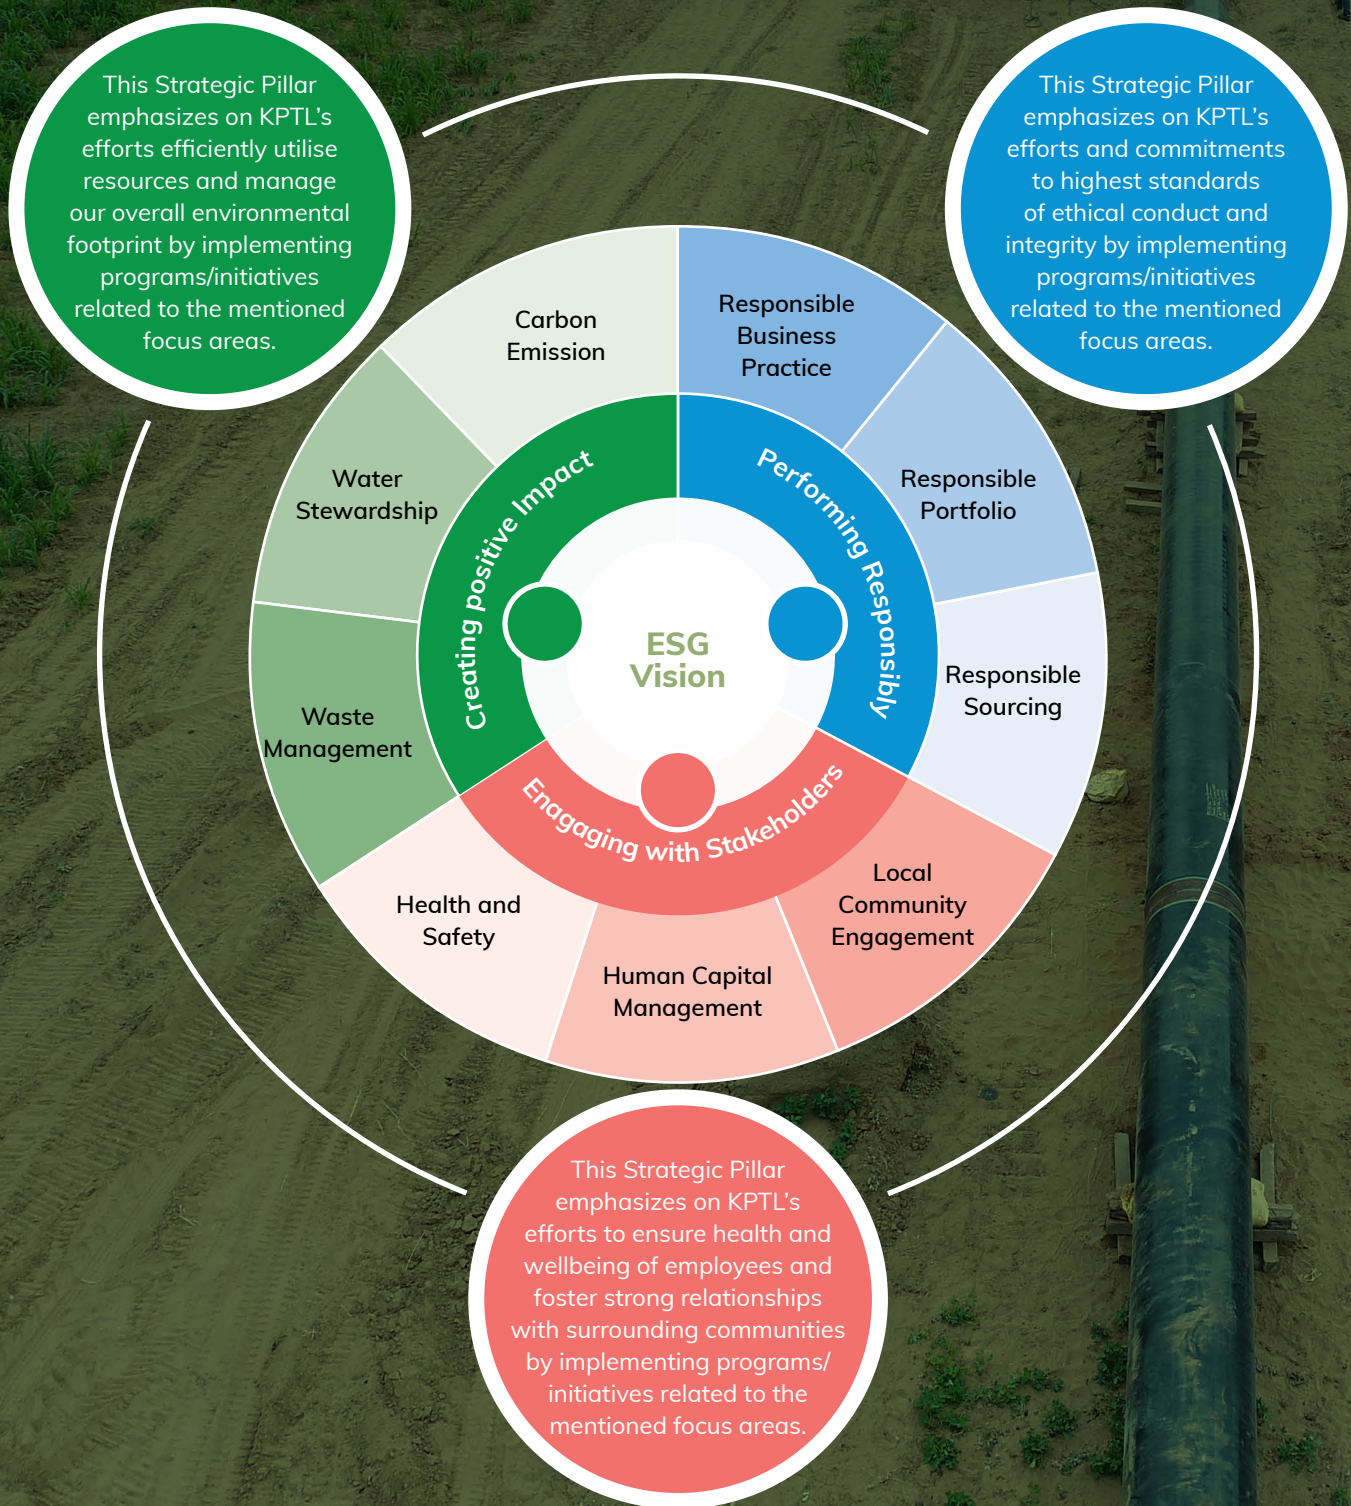 This Strategic Pillar
emphasizes on KPTL’s
efforts efficiently utilise
resources and manage
our overall environmental
footprint by implementing
programs/initiatives
related to the mentioned
focus areas.
This Strategic Pillar
emphasizes on KPTL’s
efforts and commitments
to highest standards
of ethical conduct and
integrity by implementing
programs/initiatives
related to the mentioned
focus areas.
Carbon
Emission
Responsible
Business
Practice
Water
Stewardship
Responsible
Portfolio
Waste
Management
Responsible
Sourcing
Creating positive Impact
Performing Responsibly
ESG
Vision
Enagaging with Stakeholders
Health and
Safety
Human Capital
Management
Local
Community
Engagement
This Strategic Pillar
emphasizes on KPTL’s
efforts to ensure health and
wellbeing of employees and
foster strong relationships
with surrounding communities
by implementing programs/
initiatives related to the
mentioned focus areas.